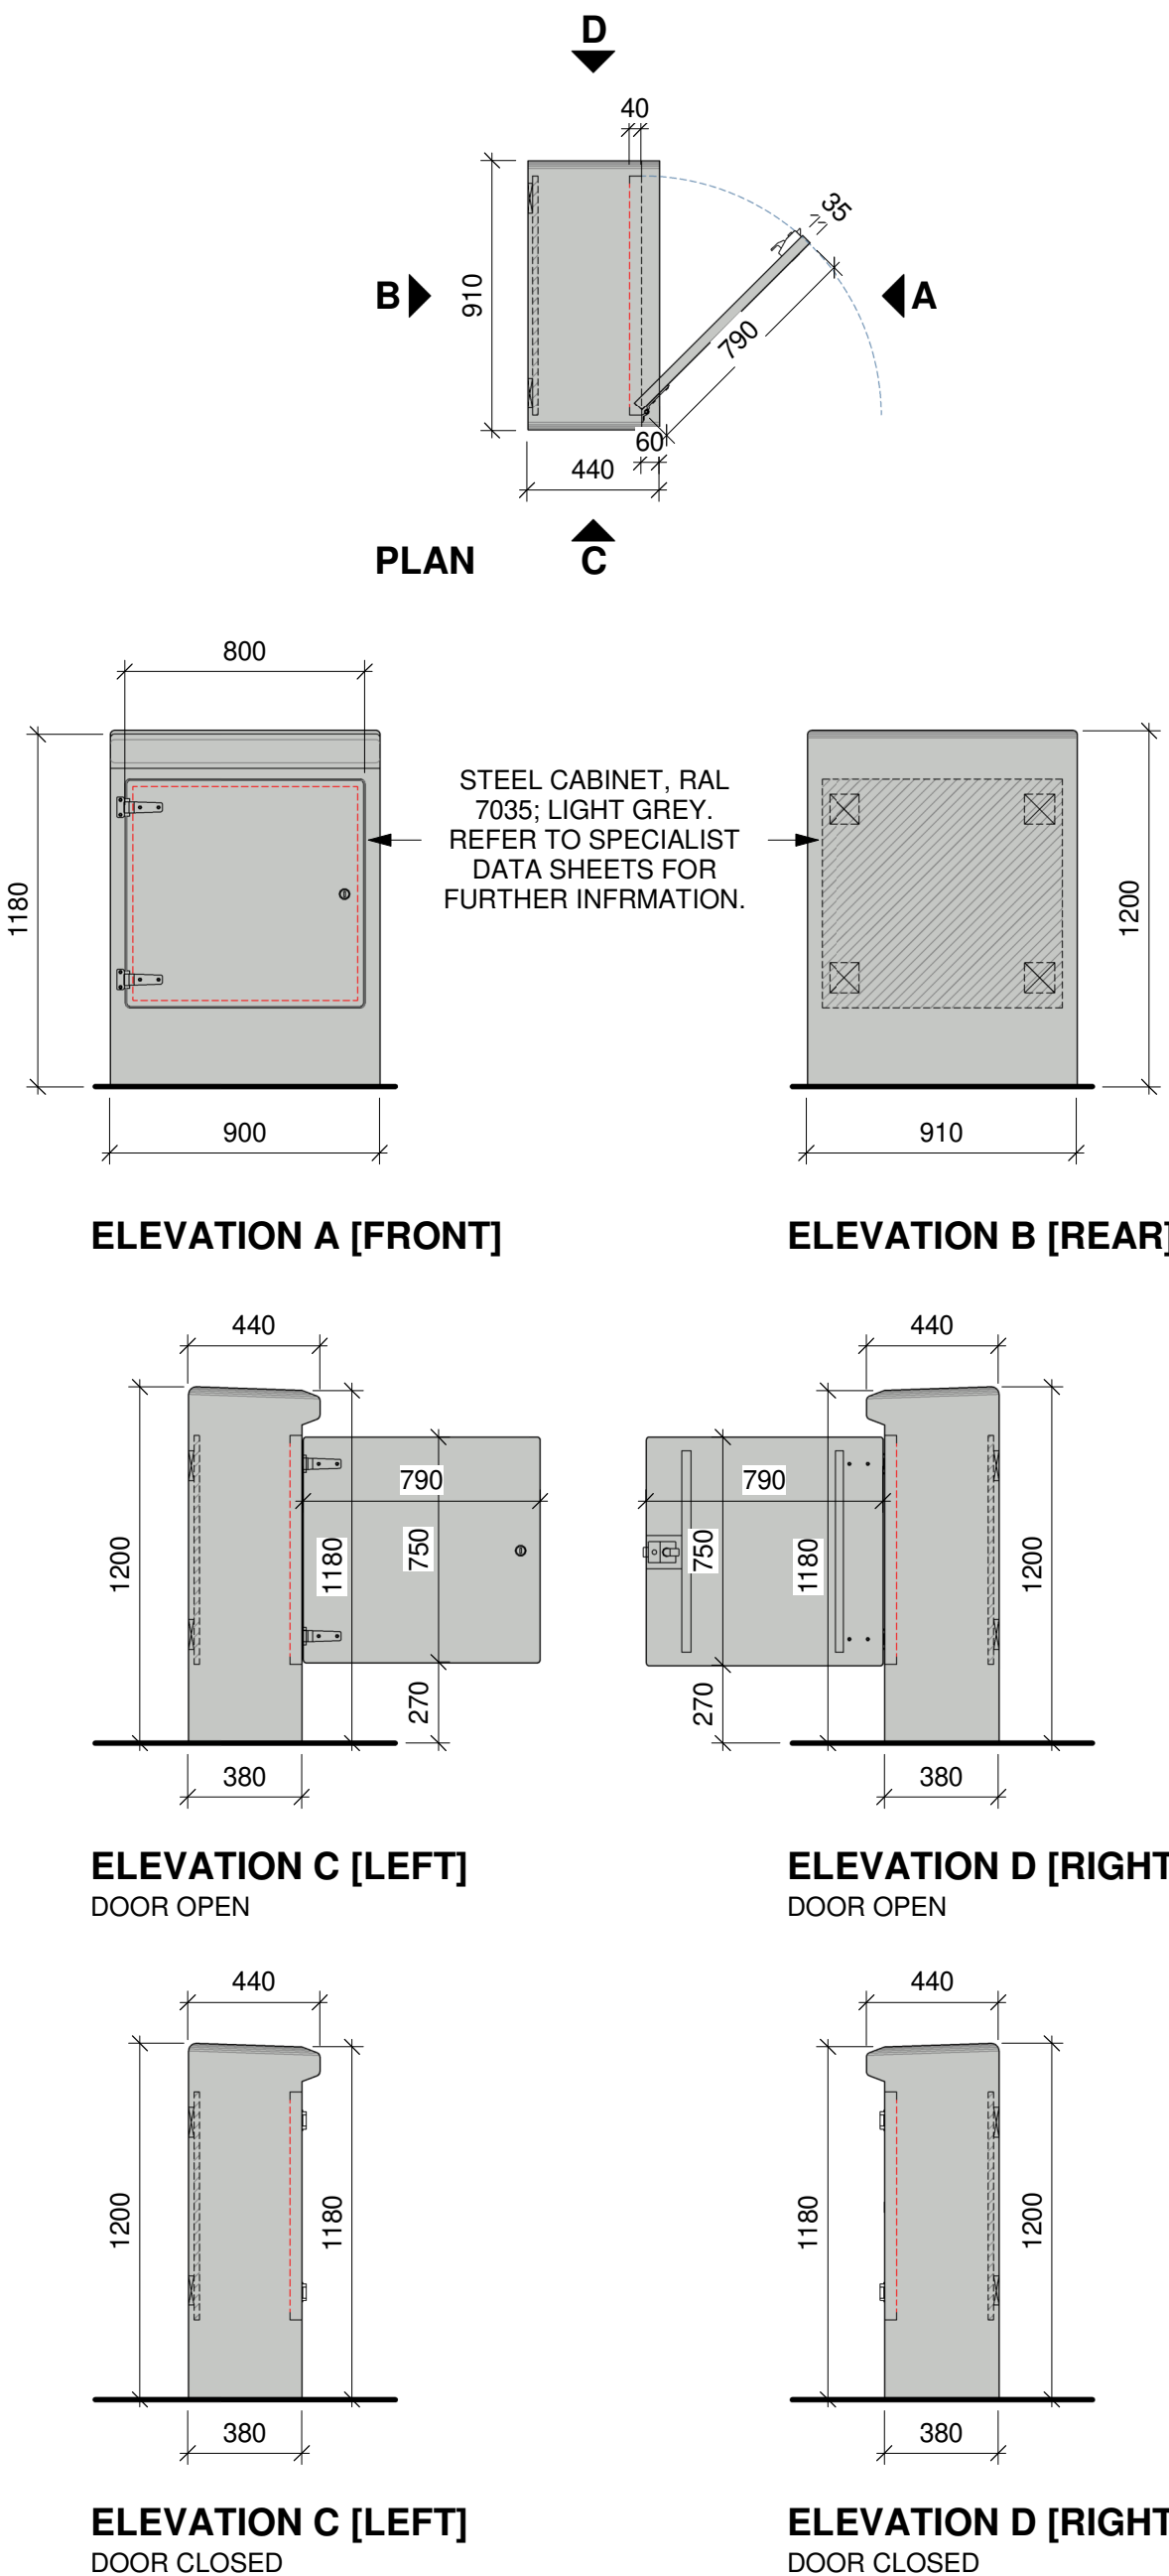 D
40
35
B
910
A
790
60
440
PLAN
C
800
STEEL CABINET, RAL
7035; LIGHT GREY.
REFER TO SPECIALIST
DATA SHEETS FOR
FURTHER INFRMATION.
1180
1200
900
910
ELEVATION A [FRONT]
ELEVATION B [REAR]
440
440
790
790
1200
1180
750
750
1180
1200
270
270
380
380
ELEVATION C [LEFT]
ELEVATION D [RIGHT
DOOR OPEN
DOOR OPEN
440
440
1200
1180
1180
1200
380
380
ELEVATION C [LEFT]
ELEVATION D [RIGHT
DOOR CLOSED
DOOR CLOSED